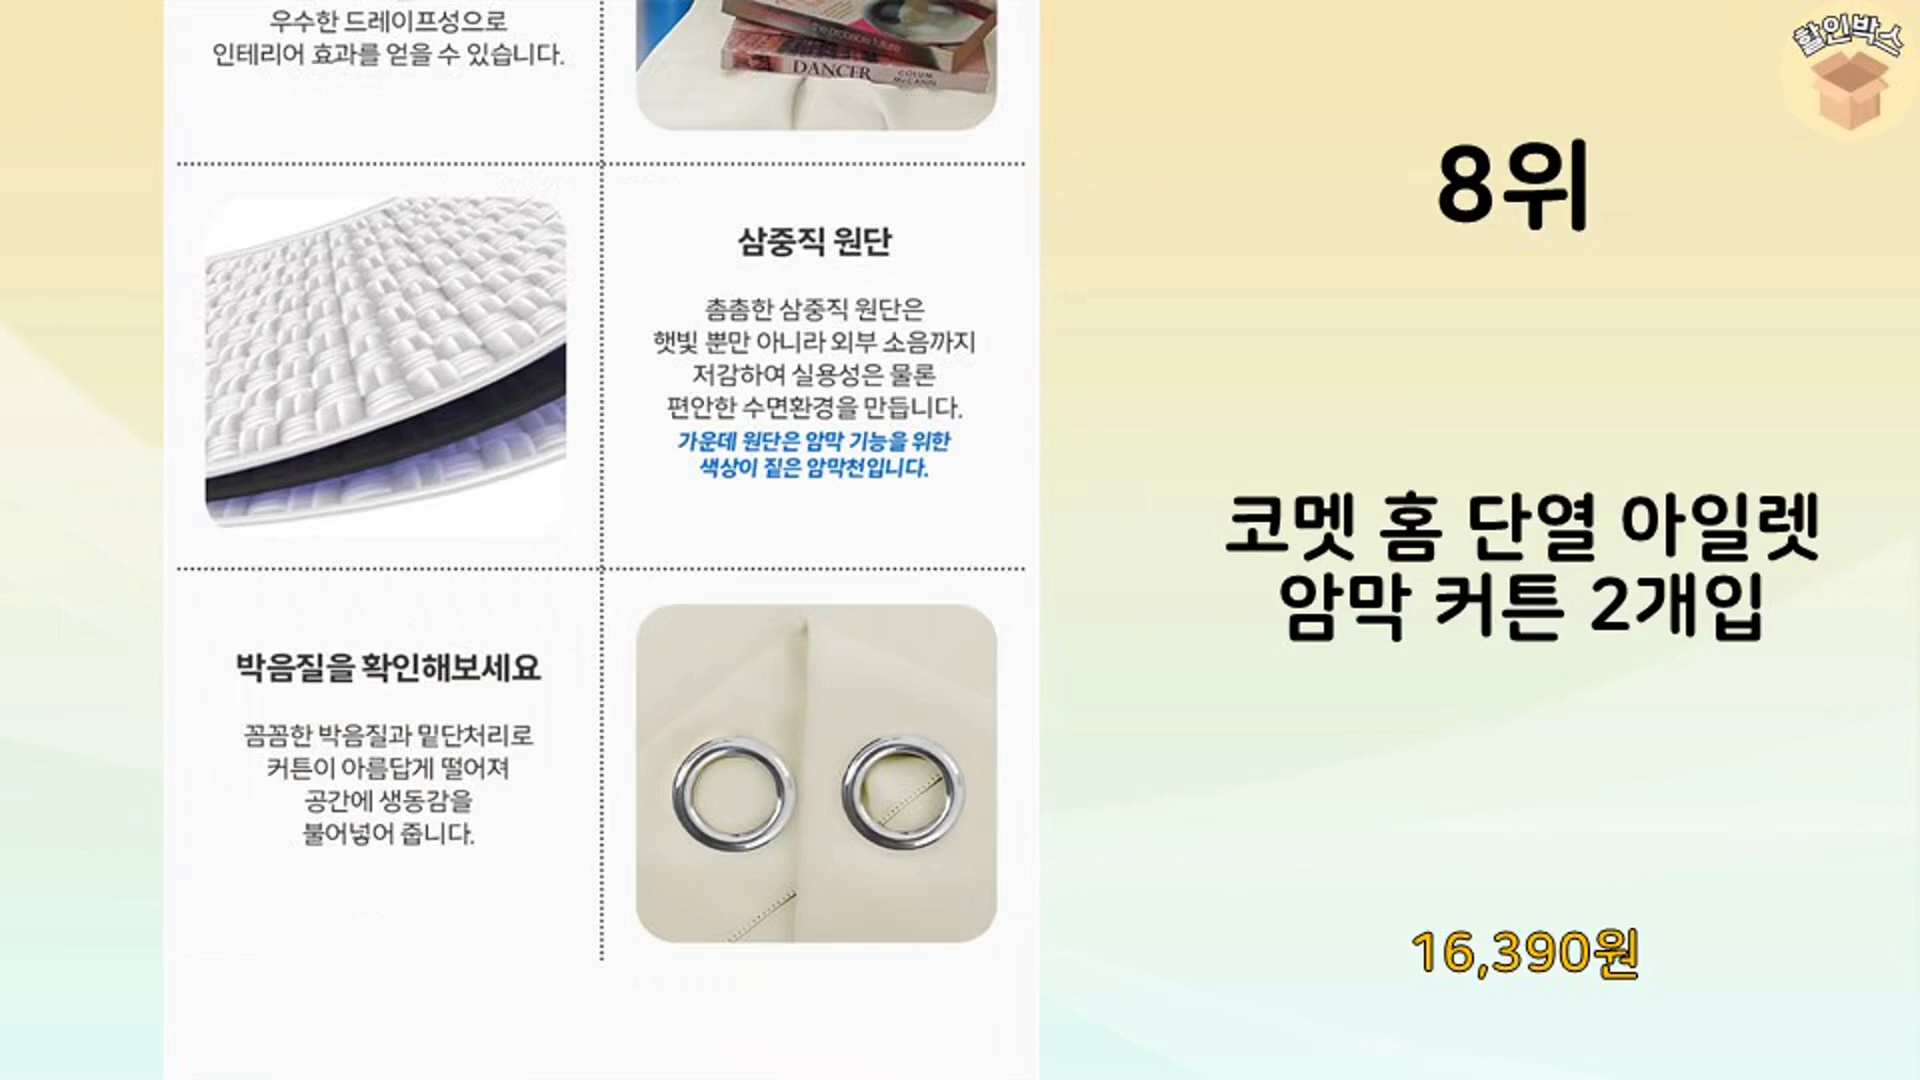 우수한 드레이프성으로
인테리어 효과를 얻을 수 있습니다.
the probable future
DANCER
COLUM
McCANN
할인박스
8위
삼중직 원단
촘촘한 삼중직 원단은
햇빛 뿐만 아니라 외부 소음까지
저감하여 실용성은 물론
편안한 수면환경을 만듭니다.
가운데 원단은 암막 기능을 위한
색상이 짙은 암막천입니다.
코멧 홈 단열 아일렛
암막 커튼 2개입
박음질을 확인해보세요
꼼꼼한 박음질과 밑단처리로
커튼이 아름답게 떨어져
공간에 생동감을
불어넣어 줍니다.
16,390원